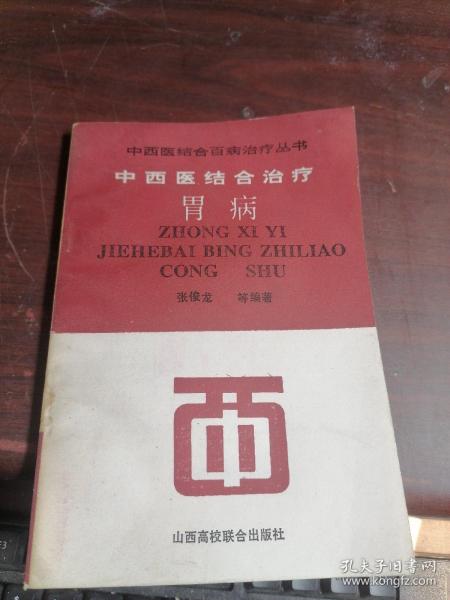 中西医结合百病治疗丛书
中西医结合治疗
胃病
ZHONG XI YI
JIEHEBAI BING ZHILIAO
CONG SHU
张俊龙 等编著
山西高校联合出版社
孔夫子旧书网
www.kongfz.com